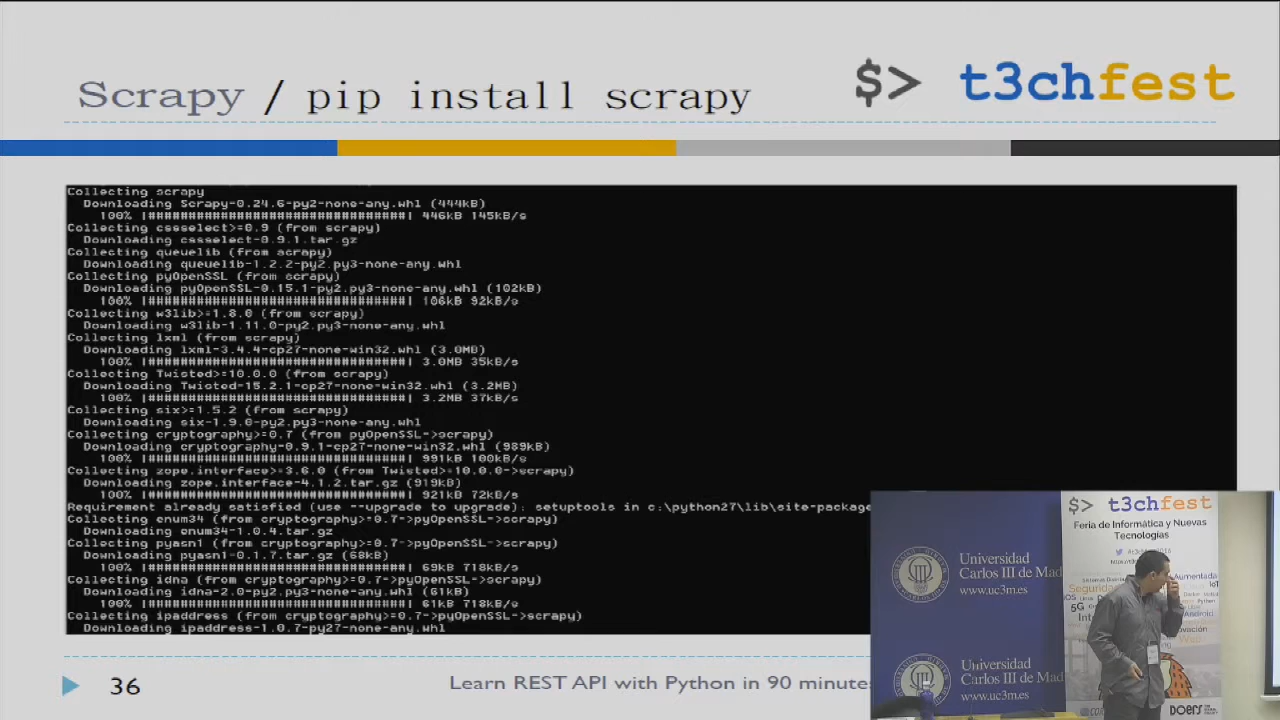 Scrapy / pip install scrapy
$> t3chfest
Collecting scrapy
Downloading Scrapy-0.24.6-py2-none-any.whl (444kB)
100% |################################| 446kB 145kB/s
Collecting cssselect>=0.9 (from scrapy)
Downloading cssselect-0.9.1.tar.gz
Collecting queuelib (from scrapy)
Downloading queuelib-1.2.2-py2.py3-none-any.whl
Collecting pyOpenSSL (from scrapy)
Downloading pyOpenSSL-0.15.1-py2.py3-none-any.whl (102kB)
100% |################################| 106kB 92kB/s
Collecting w3lib>=1.8.0 (from scrapy)
Downloading w3lib-1.11.0-py2.py3-none-any.whl
Collecting lxml (from scrapy)
Downloading lxml-3.4.4-cp27-none-win32.whl (3.0MB)
100% |################################| 3.0MB 35kB/s
Collecting Twisted>=10.0.0 (from scrapy)
Downloading Twisted-15.2.1-cp27-none-win32.whl (3.2MB)
100% |################################| 3.2MB 37kB/s
Collecting six>=1.5.2 (from scrapy)
Downloading six-1.9.0-py2.py3-none-any.whl
Collecting cryptography>=0.7 (from pyOpenSSL->scrapy)
Downloading cryptography-0.9.1-cp27-none-win32.whl (989kB)
100% |################################| 991kB 100kB/s
Collecting zope.interface>=3.6.0 (from Twisted>=10.0.0->scrapy)
Downloading zope.interface-4.1.2.tar.gz (919kB)
100% |################################| 921kB 72kB/s
Requirement already satisfied (use --upgrade to upgrade): setuptools in c:\python27\lib\site-package
Collecting enum34 (from cryptography>=0.7->pyOpenSSL->scrapy)
Downloading enum34-1.0.4.tar.gz
Collecting pyasn1 (from cryptography>=0.7->pyOpenSSL->scrapy)
Downloading pyasn1-0.1.7.tar.gz (68kB)
100% |################################| 69kB 718kB/s
Collecting idna (from cryptography>=0.7->pyOpenSSL->scrapy)
Downloading idna-2.0-py2.py3-none-any.whl (61kB)
100% |################################| 61kB 718kB/s
Collecting ipaddress (from cryptography>=0.7->pyOpenSSL->scrapy)
Downloading ipaddress-1.0.7-py27-none-any.whl
36
Learn REST API with Python in 90 minutes
Universidad
Carlos III de Mad
www.uc3m.es
Universidad
Carlos III de Mad
www.uc3m.es
$> t3chfest
Feria de Informática y Nuevas
Tecnologías
Aumentada
IoT
5G
Python
Android
Web
DOERS